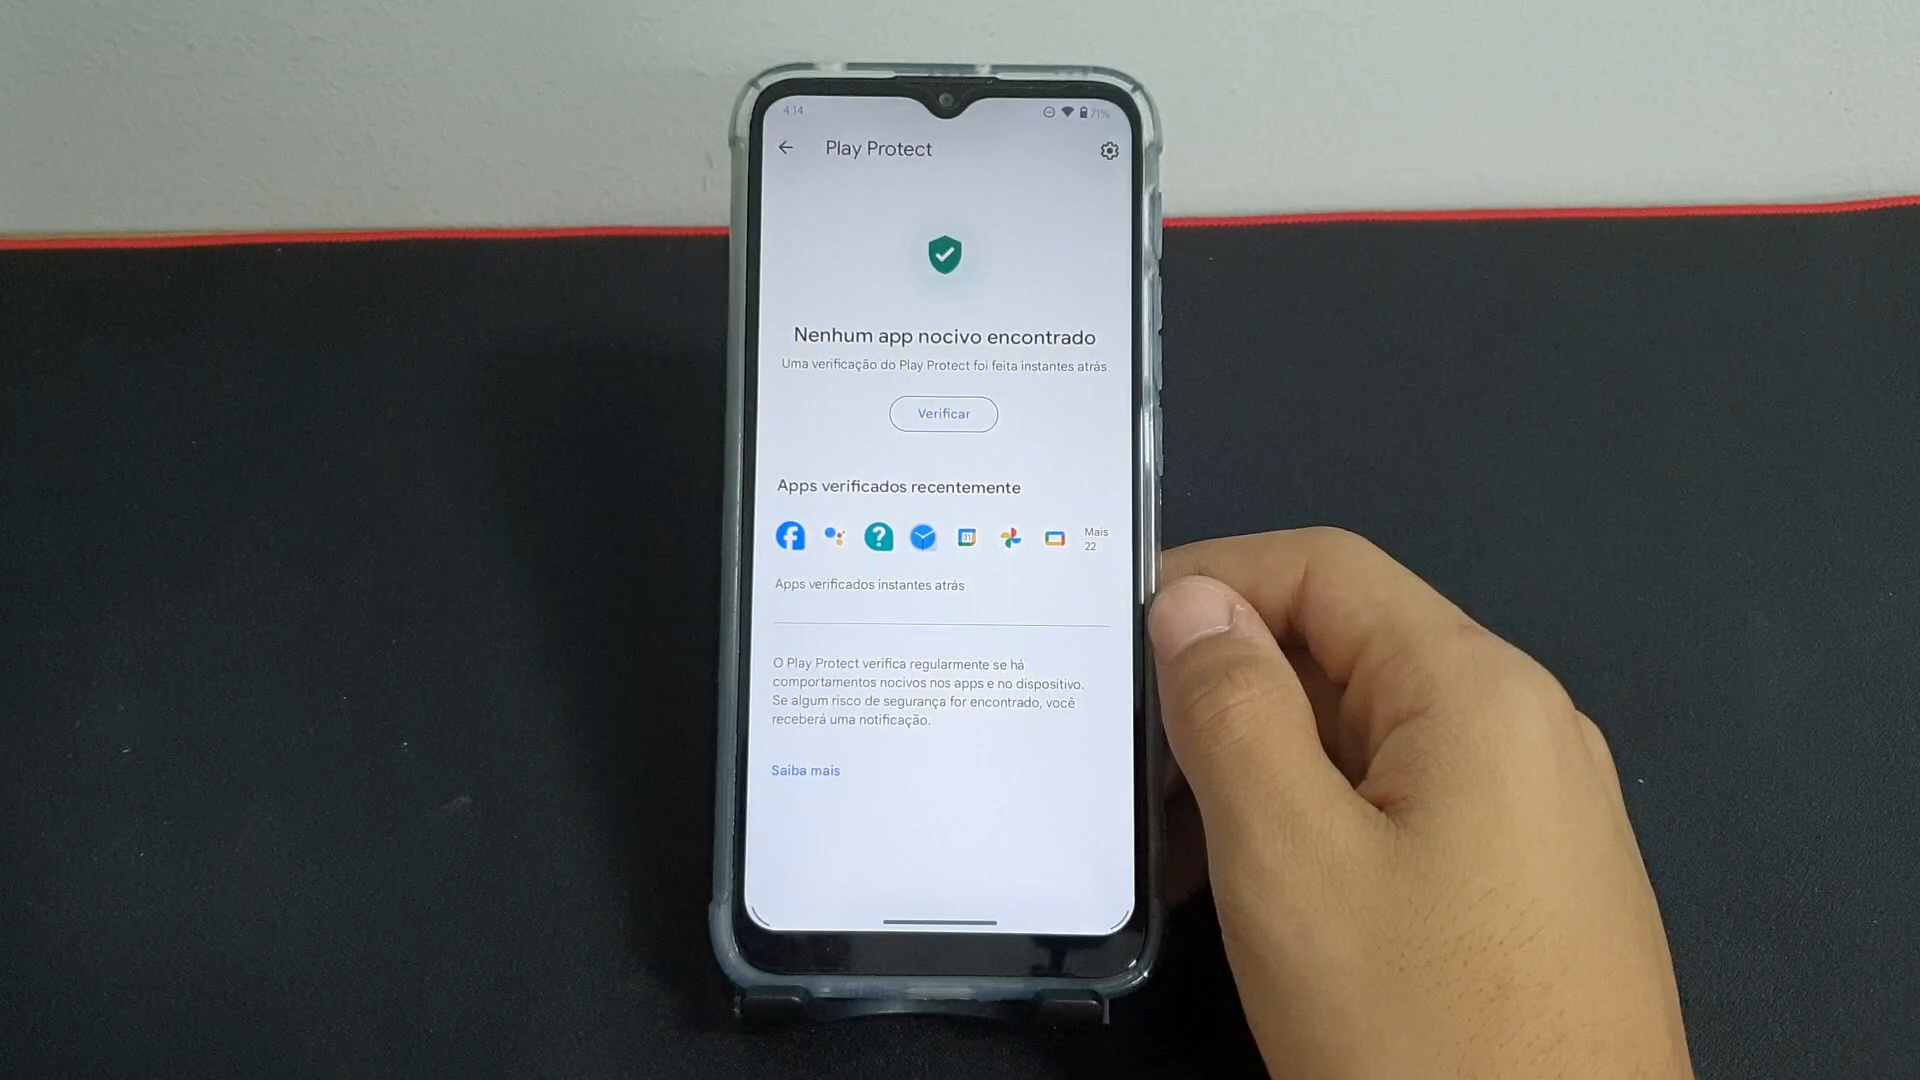 4:14
71%
Play Protect
Nenhum app nocivo encontrado
Uma verificação do Play Protect foi feita instantes atrás
Verificar
Apps verificados recentemente
Mais
22
Apps verificados instantes atrás
O Play Protect verifica regularmente se há
comportamentos nocivos nos apps e no dispositivo.
Se algum risco de segurança for encontrado, você
receberá uma notificação.
Saiba mais